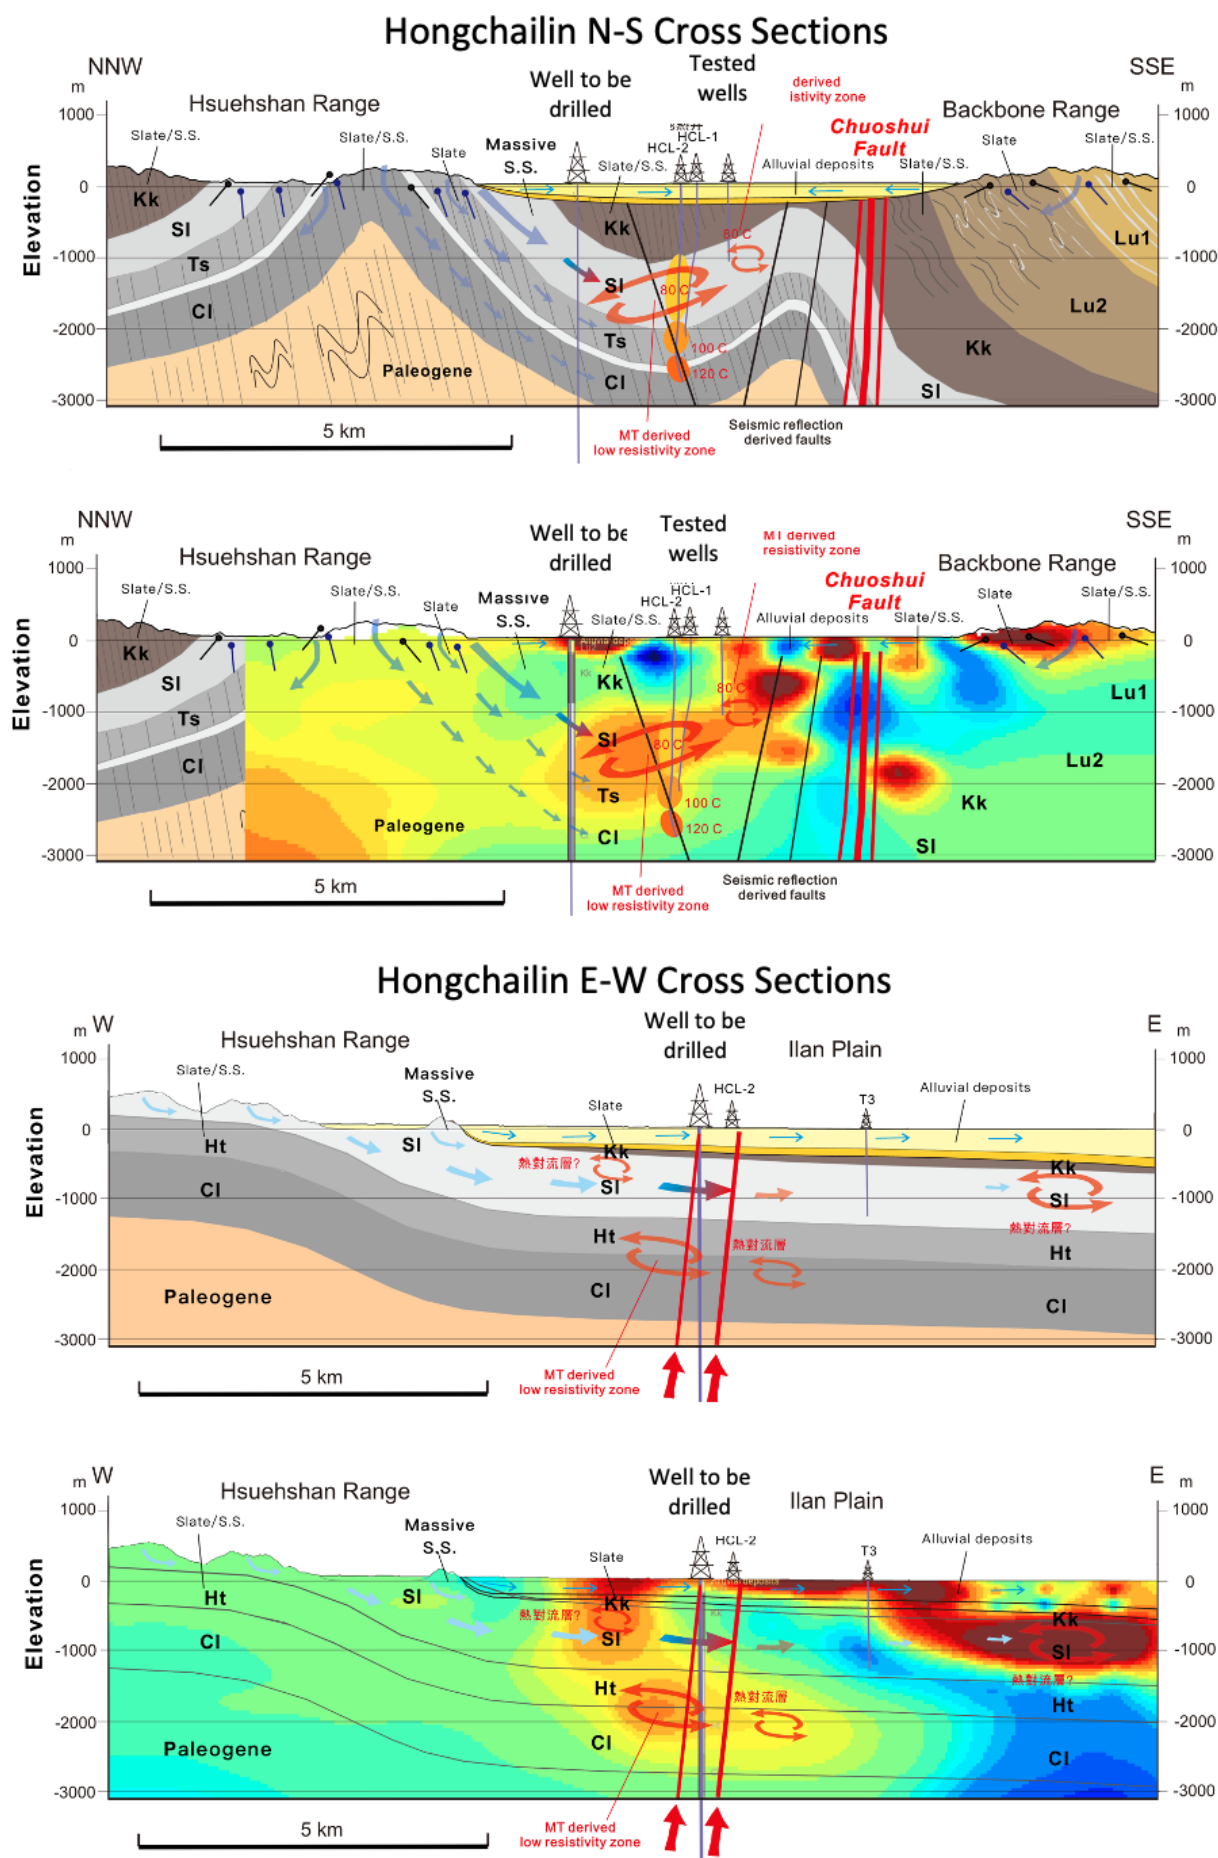 Hongchailin N-S Cross Sections
NNW
SSE
m
m
Hsuehshan Range
Well to be
drilled
Tested
wells
derived
istivity zone
Backbone Range
1000
1000
Slate/S.S.
Slate/S.S.
Slate
Massive
S.S.
Slate/S.S.
HCL-2
HCL-1
Alluvial deposits
Chuoshui
Fault
Slate/S.S.
Slate
Slate/S.S.
Elevation
0
0
-1000
-1000
-2000
-2000
-3000
-3000
Kk
Sl
Ts
Cl
Paleogene
Kk
Sl
Ts
Cl
80 C
80 C
100 C
120 C
Kk
Sl
Lu2
Lu1
5 km
MT derived
low resistivity zone
Seismic reflection
derived faults
NNW
SSE
m
m
Hsuehshan Range
Well to be
drilled
Tested
wells
MT derived
resistivity zone
Backbone Range
1000
1000
Slate/S.S.
Slate/S.S.
Slate
Massive
S.S.
Slate/S.S.
HCL-2
HCL-1
Alluvial deposits
Chuoshui
Fault
Slate/S.S.
Slate
Slate/S.S.
Elevation
0
0
-1000
-1000
-2000
-2000
-3000
-3000
Kk
Sl
Ts
Cl
Paleogene
Kk
Kk
Sl
Ts
Cl
80 C
80 C
100 C
120 C
Kk
Sl
Lu2
Lu1
5 km
MT derived
low resistivity zone
Seismic reflection
derived faults
Hongchailin E-W Cross Sections
W
E
m
m
Hsuehshan Range
Well to be
drilled
Ilan Plain
1000
1000
Slate/S.S.
Massive
S.S.
Slate
HCL-2
T3
Alluvial deposits
Elevation
0
0
-1000
-1000
-2000
-2000
-3000
-3000
Ht
Cl
Paleogene
Sl
Kk
熱對流層?
Sl
Ht
熱對流層
Cl
Kk
Sl
熱對流層?
Ht
Cl
5 km
MT derived
low resistivity zone
W
E
m
m
Hsuehshan Range
Well to be
drilled
Ilan Plain
1000
1000
Slate/S.S.
Massive
S.S.
Slate
HCL-2
T3
Alluvial deposits
Elevation
0
0
-1000
-1000
-2000
-2000
-3000
-3000
Ht
Cl
Paleogene
Sl
Kk
Kk
熱對流層?
Sl
Ht
熱對流層
Cl
Kk
Sl
熱對流層?
Ht
Cl
5 km
MT derived
low resistivity zone